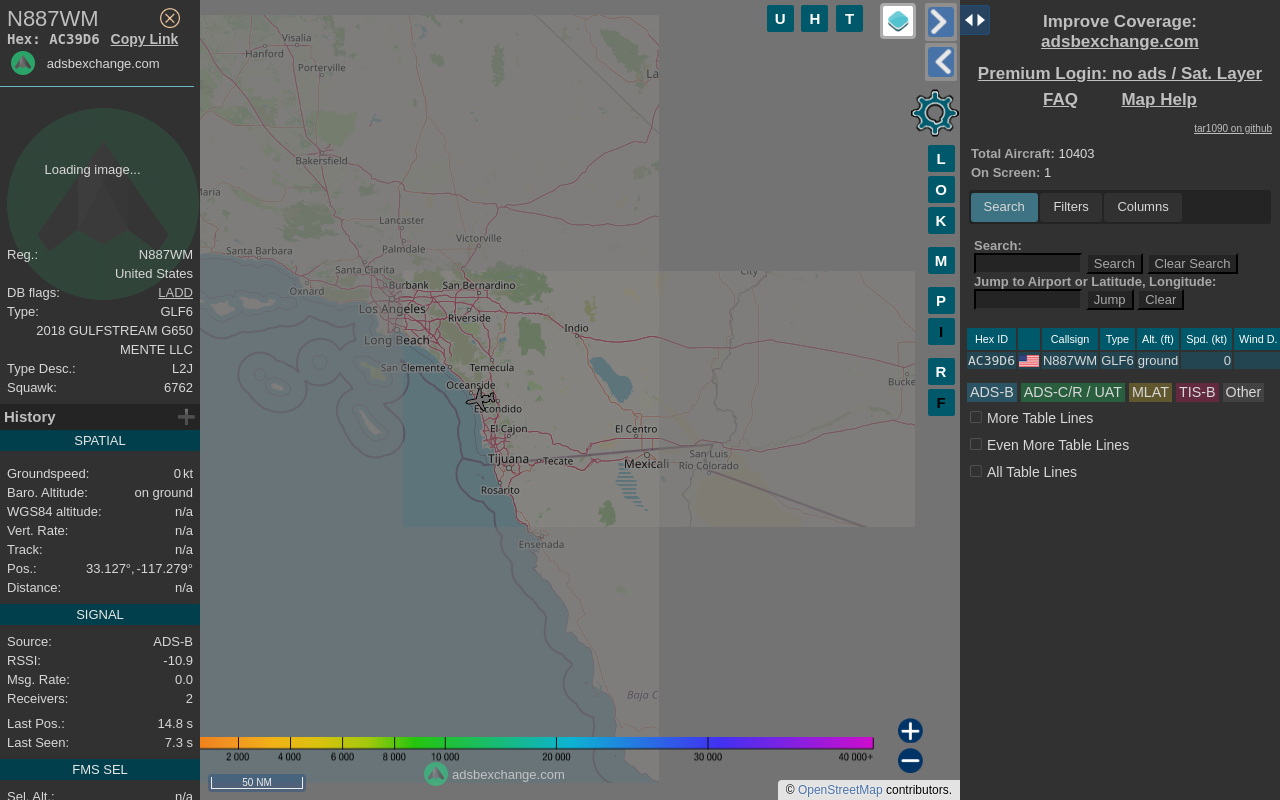 N887WM
Hex: AC39D6 Copy Link
adsbexchange.com
Loading image...
Reg.: N887WM
United States
DB flags: LADD
Type: GLF6
2018 GULFSTREAM G650
MENTE LLC
Type Desc.: L2J
Squawk: 6762
History
SPATIAL
Groundspeed: 0 kt
Baro. Altitude: on ground
WGS84 altitude: n/a
Vert. Rate: n/a
Track: n/a
Pos.: 33.127°, -117.279°
Distance: n/a
SIGNAL
Source: ADS-B
RSSI: -10.9
Msg. Rate: 0.0
Receivers: 2
Last Pos.: 14.8 s
Last Seen: 7.3 s
FMS SEL
Sel. Alt.: n/a
Visalia
Hanford
Porterville
La
Bakersfield
Maria
Lancaster
Victorville
Santa Barbara
Palmdale
Santa Clarita
City
Oxnard
Burbank
San Bernardino
Los Angeles
Riverside
Indio
Long Beach
San Clemente
Temecula
Oceanside
Bucke
Escondido
El Cajon
El Centro
Tijuana
Tecate
Mexicali
San Luis
Río Colorado
Rosarito
Ensenada
Baja C
2 000 4 000 6 000 8 000 10 000 20 000 30 000 40 000+
adsbexchange.com
50 NM
© OpenStreetMap contributors.
U H T
L
O
K
M
P
I
R
F
Improve Coverage:
adsbexchange.com
Premium Login: no ads / Sat. Layer
FAQ Map Help
tar1090 on github
Total Aircraft: 10403
On Screen: 1
Search Filters Columns
Search:
Search Clear Search
Jump to Airport or Latitude, Longitude:
Jump Clear
Hex ID Callsign Type Alt. (ft) Spd. (kt) Wind D.
AC39D6 N887WM GLF6 ground 0
ADS-B ADS-C/R / UAT MLAT TIS-B Other
More Table Lines
Even More Table Lines
All Table Lines